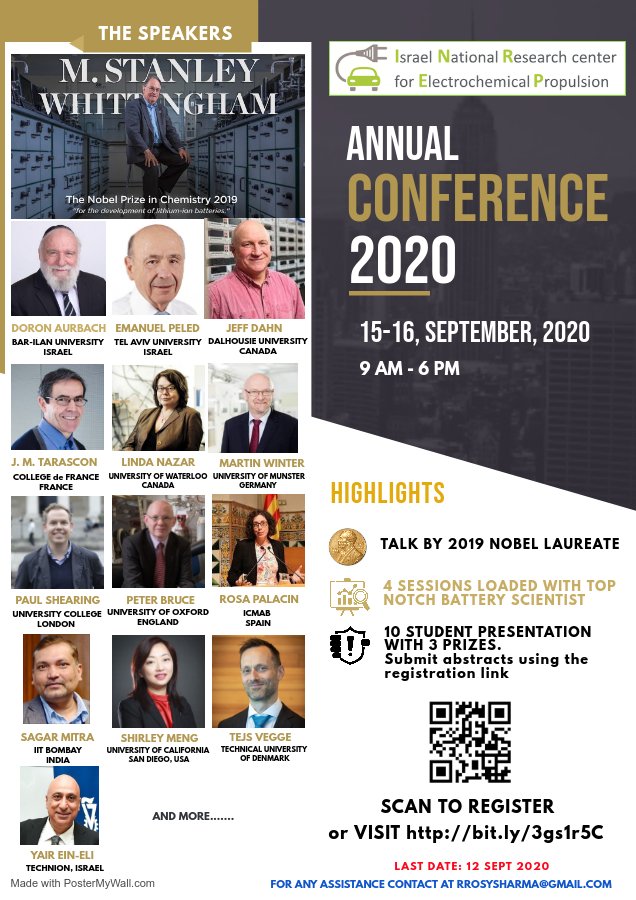 THE SPEAKERS
M. STANLEY
WHITTINGHAM
The Nobel Prize in Chemistry 2019
"for the development of lithium-ion batteries."
DORON AURBACH
BAR-ILAN UNIVERSITY
ISRAEL
EMANUEL PELED
TEL AVIV UNIVERSITY
ISRAEL
JEFF DAHN
DALHOUSIE UNIVERSITY
CANADA
J. M. TARASCON
COLLEGE de FRANCE
FRANCE
LINDA NAZAR
UNIVERSITY OF WATERLOO
CANADA
MARTIN WINTER
UNIVERSITY OF MUNSTER
GERMANY
PAUL SHEARING
UNIVERSITY COLLEGE
LONDON
PETER BRUCE
UNIVERSITY OF OXFORD
ENGLAND
ROSA PALACIN
ICMAB
SPAIN
SAGAR MITRA
IIT BOMBAY
INDIA
SHIRLEY MENG
UNIVERSITY OF CALIFORNIA
SAN DIEGO, USA
TEJS VEGGE
TECHNICAL UNIVERSITY
OF DENMARK
YAIR EIN-ELI
TECHNION, ISRAEL
AND MORE.......
Made with PosterMyWall.com
Israel National Research center
for Electrochemical Propulsion
ANNUAL
CONFERENCE
2020
15-16, SEPTEMBER, 2020
9 AM - 6 PM
HIGHLIGHTS
TALK BY 2019 NOBEL LAUREATE
4 SESSIONS LOADED WITH TOP
NOTCH BATTERY SCIENTIST
10 STUDENT PRESENTATION
WITH 3 PRIZES.
Submit abstracts using the
registration link
SCAN TO REGISTER
or VISIT http://bit.ly/3gs1r5C
LAST DATE: 12 SEPT 2020
FOR ANY ASSISTANCE CONTACT AT RROSYSHARMA@GMAIL.COM